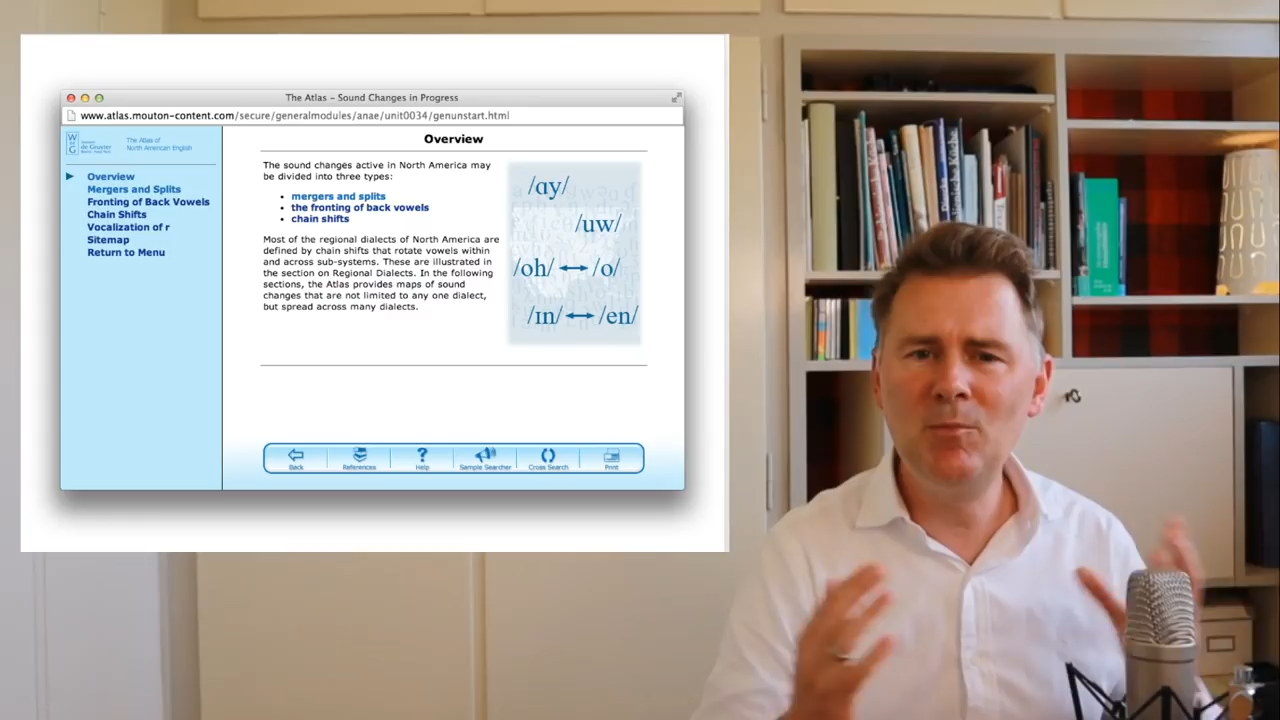 The Atlas – Sound Changes in Progress
www.atlas.mouton-content.com/secure/generalmodules/anae/unit0034/genunstart.html
W
de
G
de Gruyter
The Atlas of
North American English
Overview
Mergers and Splits
Fronting of Back Vowels
Chain Shifts
Vocalization of r
Sitemap
Return to Menu
Overview
The sound changes active in North America may
be divided into three types:
• mergers and splits
• the fronting of back vowels
• chain shifts
Most of the regional dialects of North America are
defined by chain shifts that rotate vowels within
and across sub-systems. These are illustrated in
the section on Regional Dialects. In the following
sections, the Atlas provides maps of sound
changes that are not limited to any one dialect,
but spread across many dialects.
/ɑy/
/uw/
/oh/ ↔ /o/
/ɪn/ ↔ /en/
Back
References
Help
Sample Searcher
Cross Search
Print